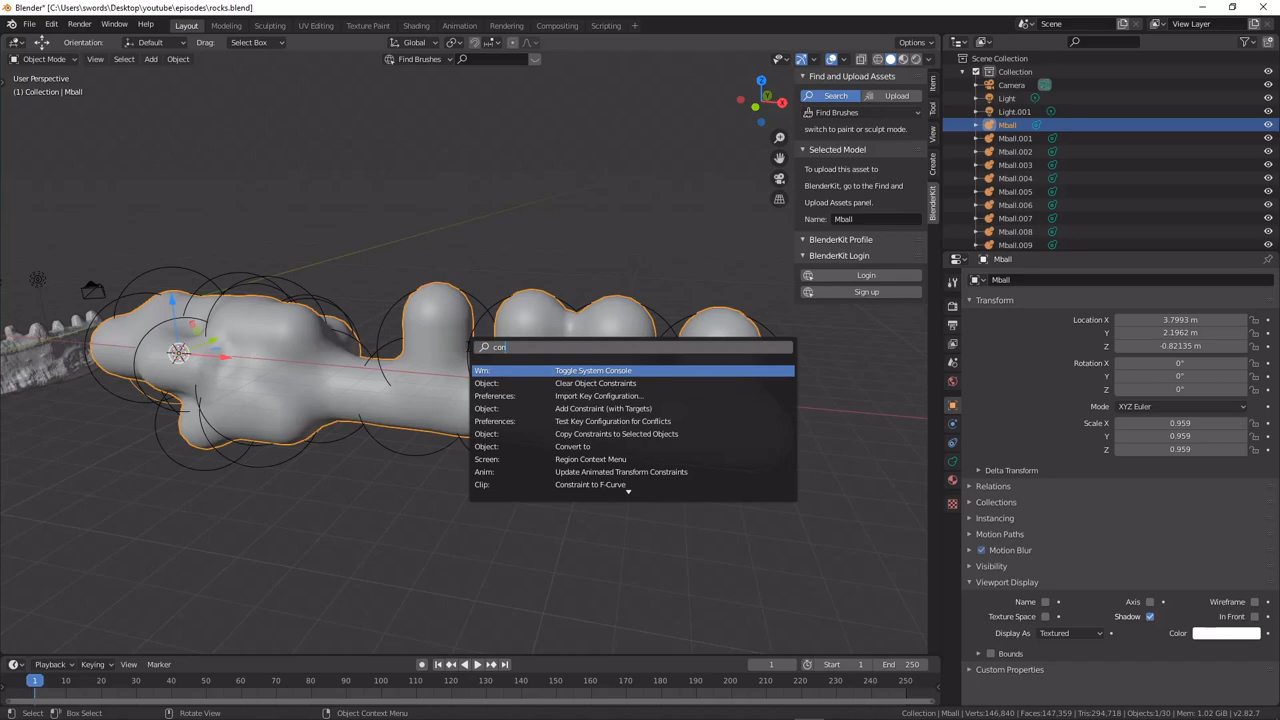 Blender* [C:\Users\swords\Desktop\youtube\episodes\rocks.blend]
File Edit Render Window Help Layout Modeling Sculpting UV Editing Texture Paint Shading Animation Rendering Compositing Scripting + Scene View Layer
Orientation: Default Drag: Select Box Global Options
Object Mode View Select Add Object Find Brushes
User Perspective
(1) Collection | Mball
Z
Y
X
Find and Upload Assets
Search Upload
Find Brushes
switch to paint or sculpt mode.
Selected Model
To upload this asset to
BlenderKit, go to the Find and
Upload Assets panel.
Name: Mball
BlenderKit Profile
BlenderKit Login
Login
Sign up
Item
Tool
View
Create
BlenderKit
con
Wm: Toggle System Console
Object: Clear Object Constraints
Preferences: Import Key Configuration...
Object: Add Constraint (with Targets)
Preferences: Test Key Configuration for Conflicts
Object: Copy Constraints to Selected Objects
Object: Convert to
Screen: Region Context Menu
Anim: Update Animated Transform Constraints
Clip: Constraint to F-Curve
Scene Collection
Collection
Camera
Light
Light.001
Mball
Mball.001
Mball.002
Mball.003
Mball.004
Mball.005
Mball.006
Mball.007
Mball.008
Mball.009
Mball
Mball
Transform
Location X 3.7993 m
Y 2.1962 m
Z -0.82135 m
Rotation X 0°
Y 0°
Z 0°
Mode XYZ Euler
Scale X 0.959
Y 0.959
Z 0.959
Delta Transform
Relations
Collections
Instancing
Motion Paths
Motion Blur
Visibility
Viewport Display
Name Axis Wireframe
Texture Space Shadow In Front
Display As Textured Color
Bounds
Custom Properties
Playback Keying View Marker 1 Start 1 End 250
1 10 20 30 40 50 60 70 80 90 100 110 120 130 140 150 160 170 180 190 200 210 220 230 240 250
Select Box Select Rotate View Object Context Menu Collection | Mball | Verts:146,840 | Faces:147,359 | Tris:294,718 | Objects:1/30 | Mem: 1.02 GiB | v2.82.7